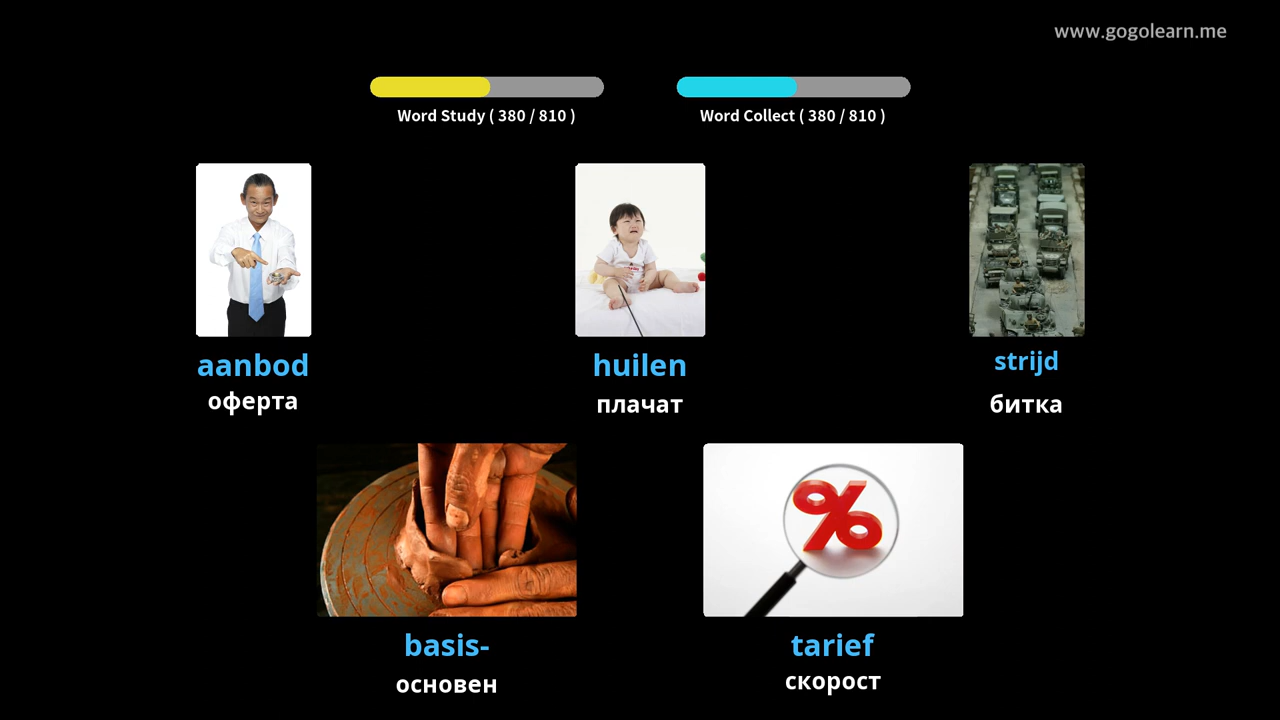 www.gogolearn.me
Word Study ( 380 / 810 )
Word Collect ( 380 / 810 )
aanbod
оферта
huilen
плачат
strijd
битка
%
basis-
основен
tarief
скорост